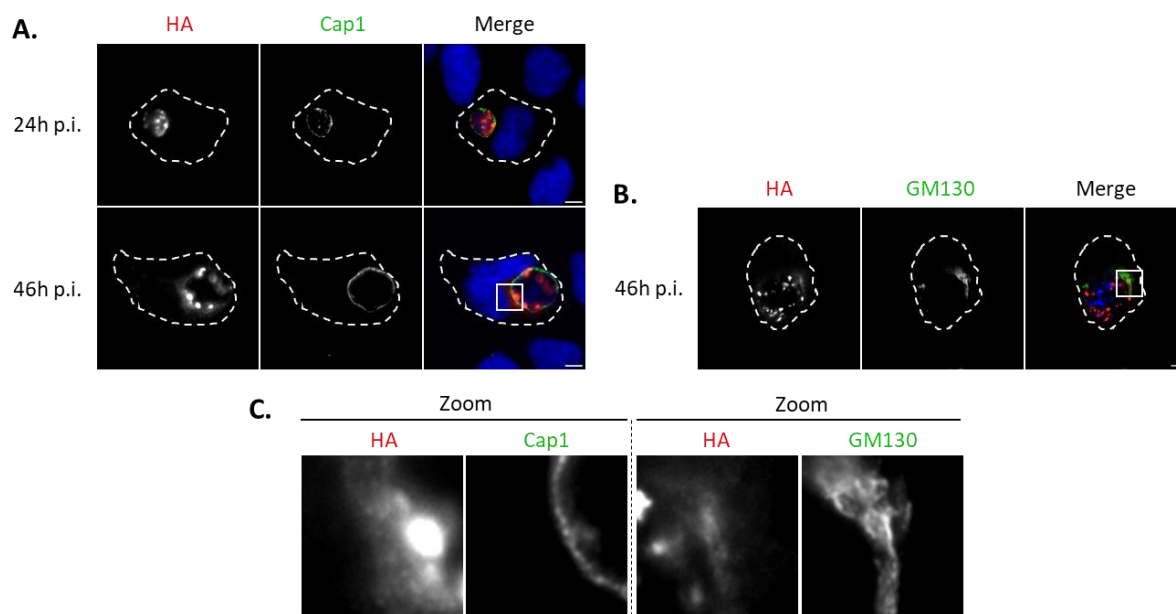 A.
HA Cap1 Merge
24h p.i.
46h p.i.
B.
HA GM130 Merge
46h p.i.
C.
Zoom Zoom
HA Cap1 HA GM130